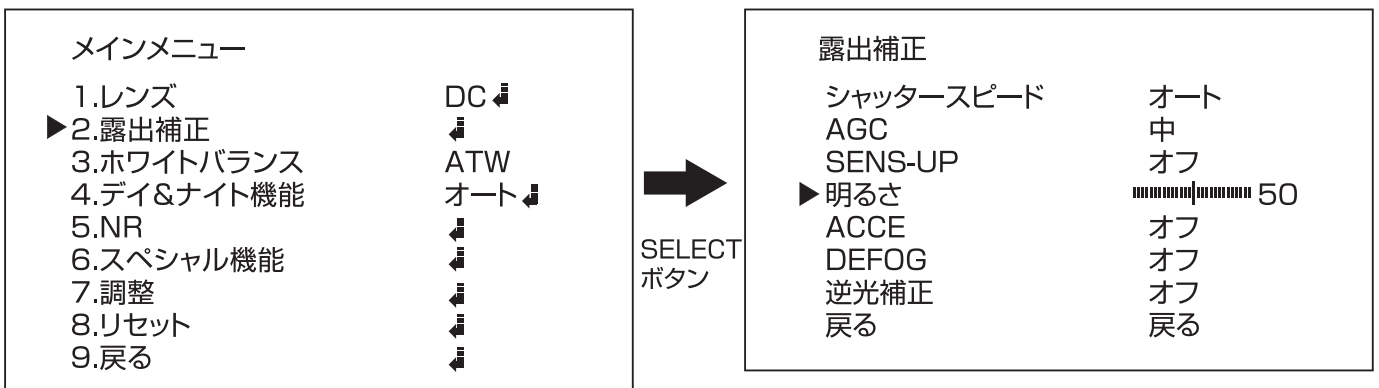 メインメニュー
1.レンズ DC
2.露出補正
3.ホワイトバランス ATW
4.デイ&ナイト機能 オート
5.NR
6.スペシャル機能
7.調整
8.リセット
9.戻る
SELECT
ボタン
露出補正
シャッタースピード オート
AGC 中
SENS-UP オフ
明るさ 50
ACCE オフ
DEFOG オフ
逆光補正 オフ
戻る 戻る